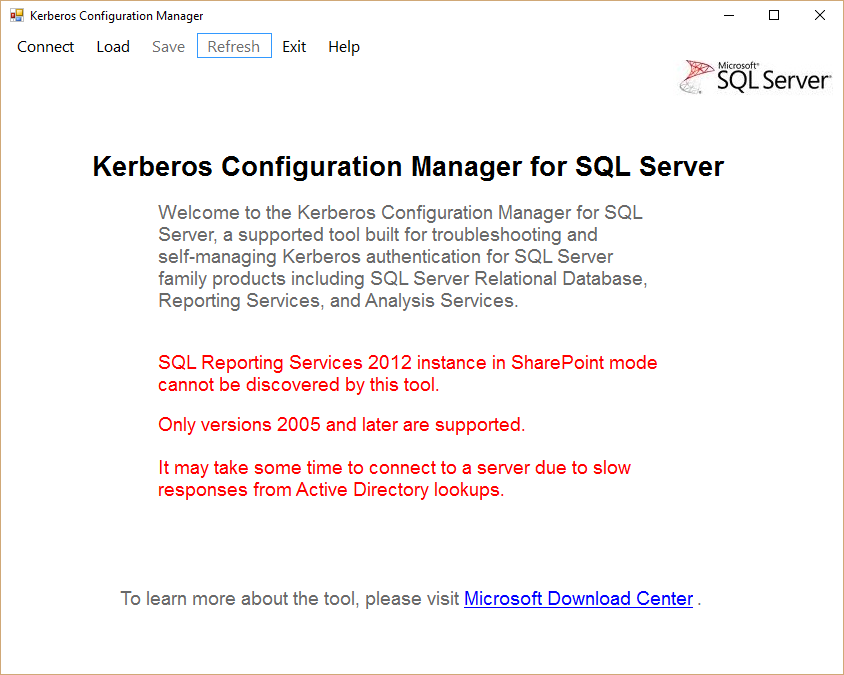 Kerberos Configuration Manager
Connect Load Save Refresh Exit Help
Microsoft®
SQL Server®
Kerberos Configuration Manager for SQL Server
Welcome to the Kerberos Configuration Manager for SQL
Server, a supported tool built for troubleshooting and
self-managing Kerberos authentication for SQL Server
family products including SQL Server Relational Database,
Reporting Services, and Analysis Services.
SQL Reporting Services 2012 instance in SharePoint mode
cannot be discovered by this tool.
Only versions 2005 and later are supported.
It may take some time to connect to a server due to slow
responses from Active Directory lookups.
To learn more about the tool, please visit Microsoft Download Center .